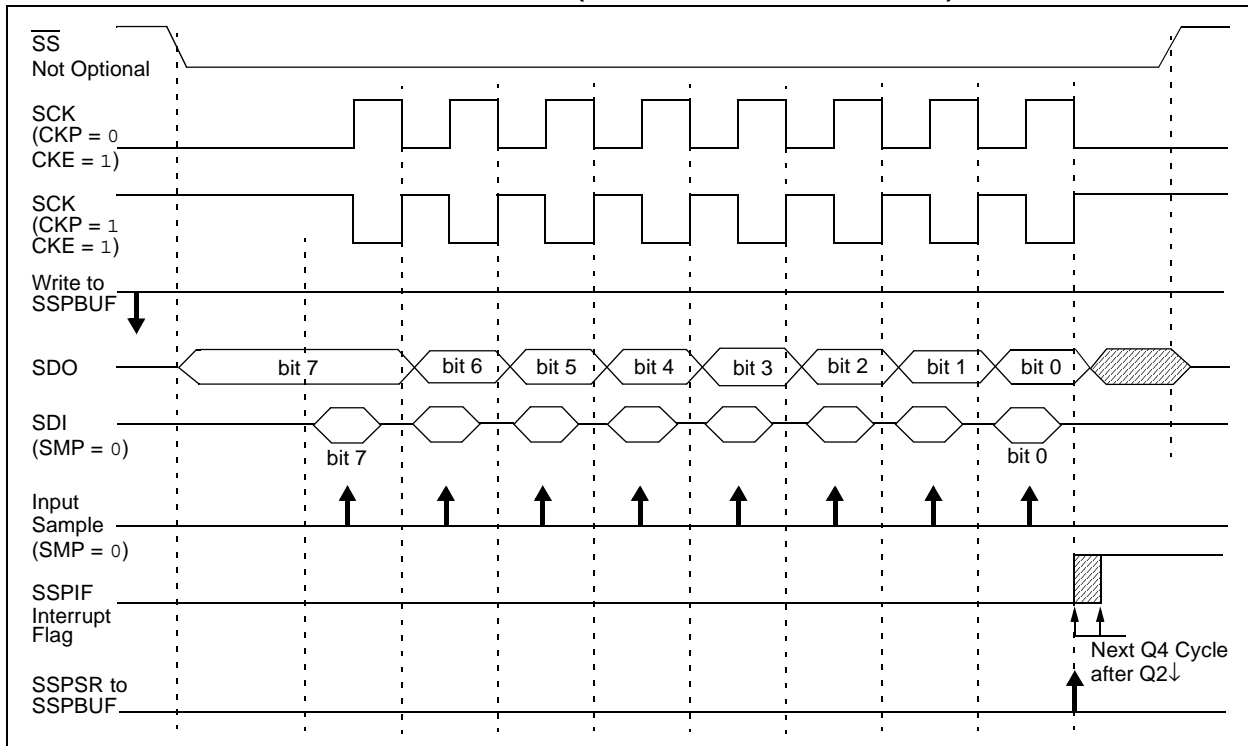 SS
Not Optional
SCK
(CKP = 0
CKE = 1)
SCK
(CKP = 1
CKE = 1)
Write to
SSPBUF
SDO
bit 7 bit 6 bit 5 bit 4 bit 3 bit 2 bit 1 bit 0
SDI
(SMP = 0)
bit 7 bit 0
Input
Sample
(SMP = 0)
SSPIF
Interrupt
Flag
Next Q4 Cycle
after Q2↓
SSPSR to
SSPBUF